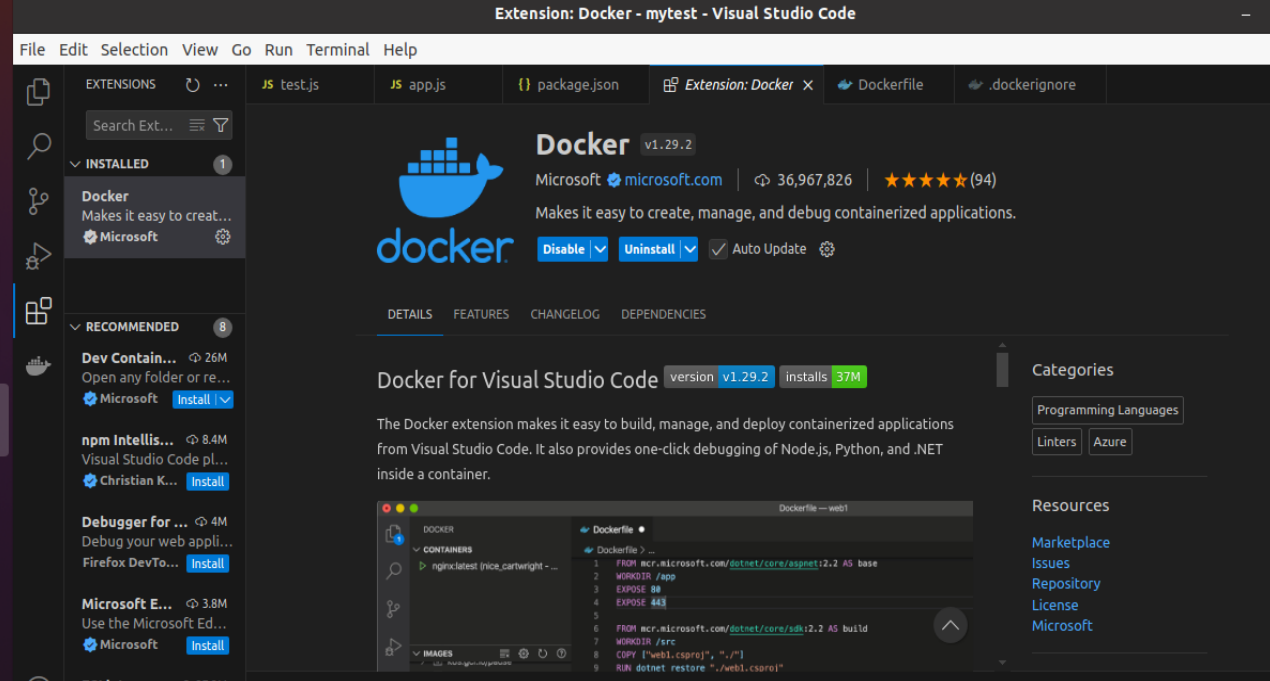 Extension: Docker - mytest - Visual Studio Code
File Edit Selection View Go Run Terminal Help
EXTENSIONS
JS test.js
JS app.js
{} package.json
Extension: Docker
Dockerfile
.dockerignore
Search Ext...
INSTALLED 1
Docker
Makes it easy to creat...
Microsoft
RECOMMENDED 8
Dev Contain... 26M
Open any folder or re...
Microsoft Install
npm Intellis... 8.4M
Visual Studio Code pl...
Christian K... Install
Debugger for ... 4M
Debug your web appli...
Firefox DevTo... Install
Microsoft E... 3.8M
Use the Microsoft Ed...
Microsoft Install
docker
Docker v1.29.2
Microsoft microsoft.com 36,967,826 (94)
Makes it easy to create, manage, and debug containerized applications.
Disable Uninstall Auto Update
DETAILS FEATURES CHANGELOG DEPENDENCIES
Docker for Visual Studio Code version v1.29.2 installs 37M
The Docker extension makes it easy to build, manage, and deploy containerized applications
from Visual Studio Code. It also provides one-click debugging of Node.js, Python, and .NET
inside a container.
Dockerfile — web1
DOCKER
CONTAINERS
nginx:latest (nice_cartwright - ...
IMAGES
1
Dockerfile
Dockerfile > ...
1 FROM mcr.microsoft.com/dotnet/core/aspnet:2.2 AS base
2 WORKDIR /app
3 EXPOSE 80
4 EXPOSE 443
5
6 FROM mcr.microsoft.com/dotnet/core/sdk:2.2 AS build
7 WORKDIR /src
8 COPY ["web1.csproj", "./"]
9 RUN dotnet restore "./web1.csproj"
Categories
Programming Languages
Linters Azure
Resources
Marketplace
Issues
Repository
License
Microsoft